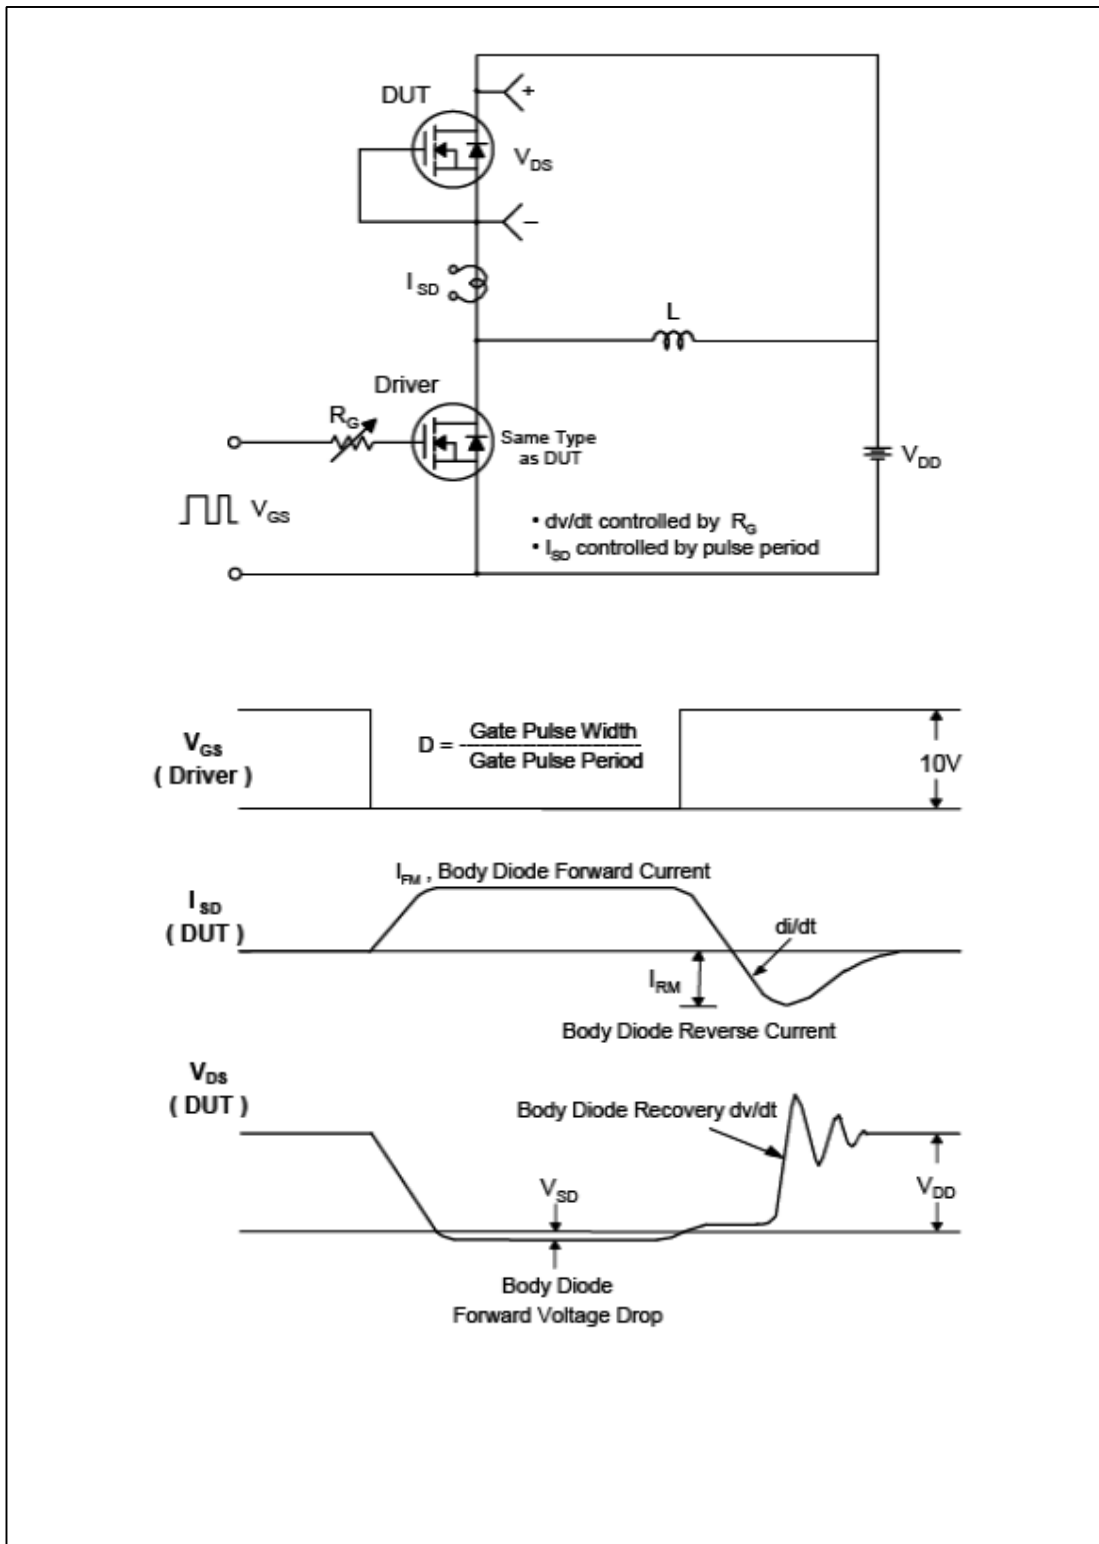 DUT
+
V_DS
–
I_SD
L
Driver
R_G
Same Type
as DUT
V_DD
V_GS
• dv/dt controlled by R_G
• I_SD controlled by pulse period
V_GS
( Driver )
D = Gate Pulse Width
Gate Pulse Period
10V
I_FM , Body Diode Forward Current
I_SD
( DUT )
di/dt
I_RM
Body Diode Reverse Current
V_DS
( DUT )
Body Diode Recovery dv/dt
V_SD
V_DD
Body Diode
Forward Voltage Drop